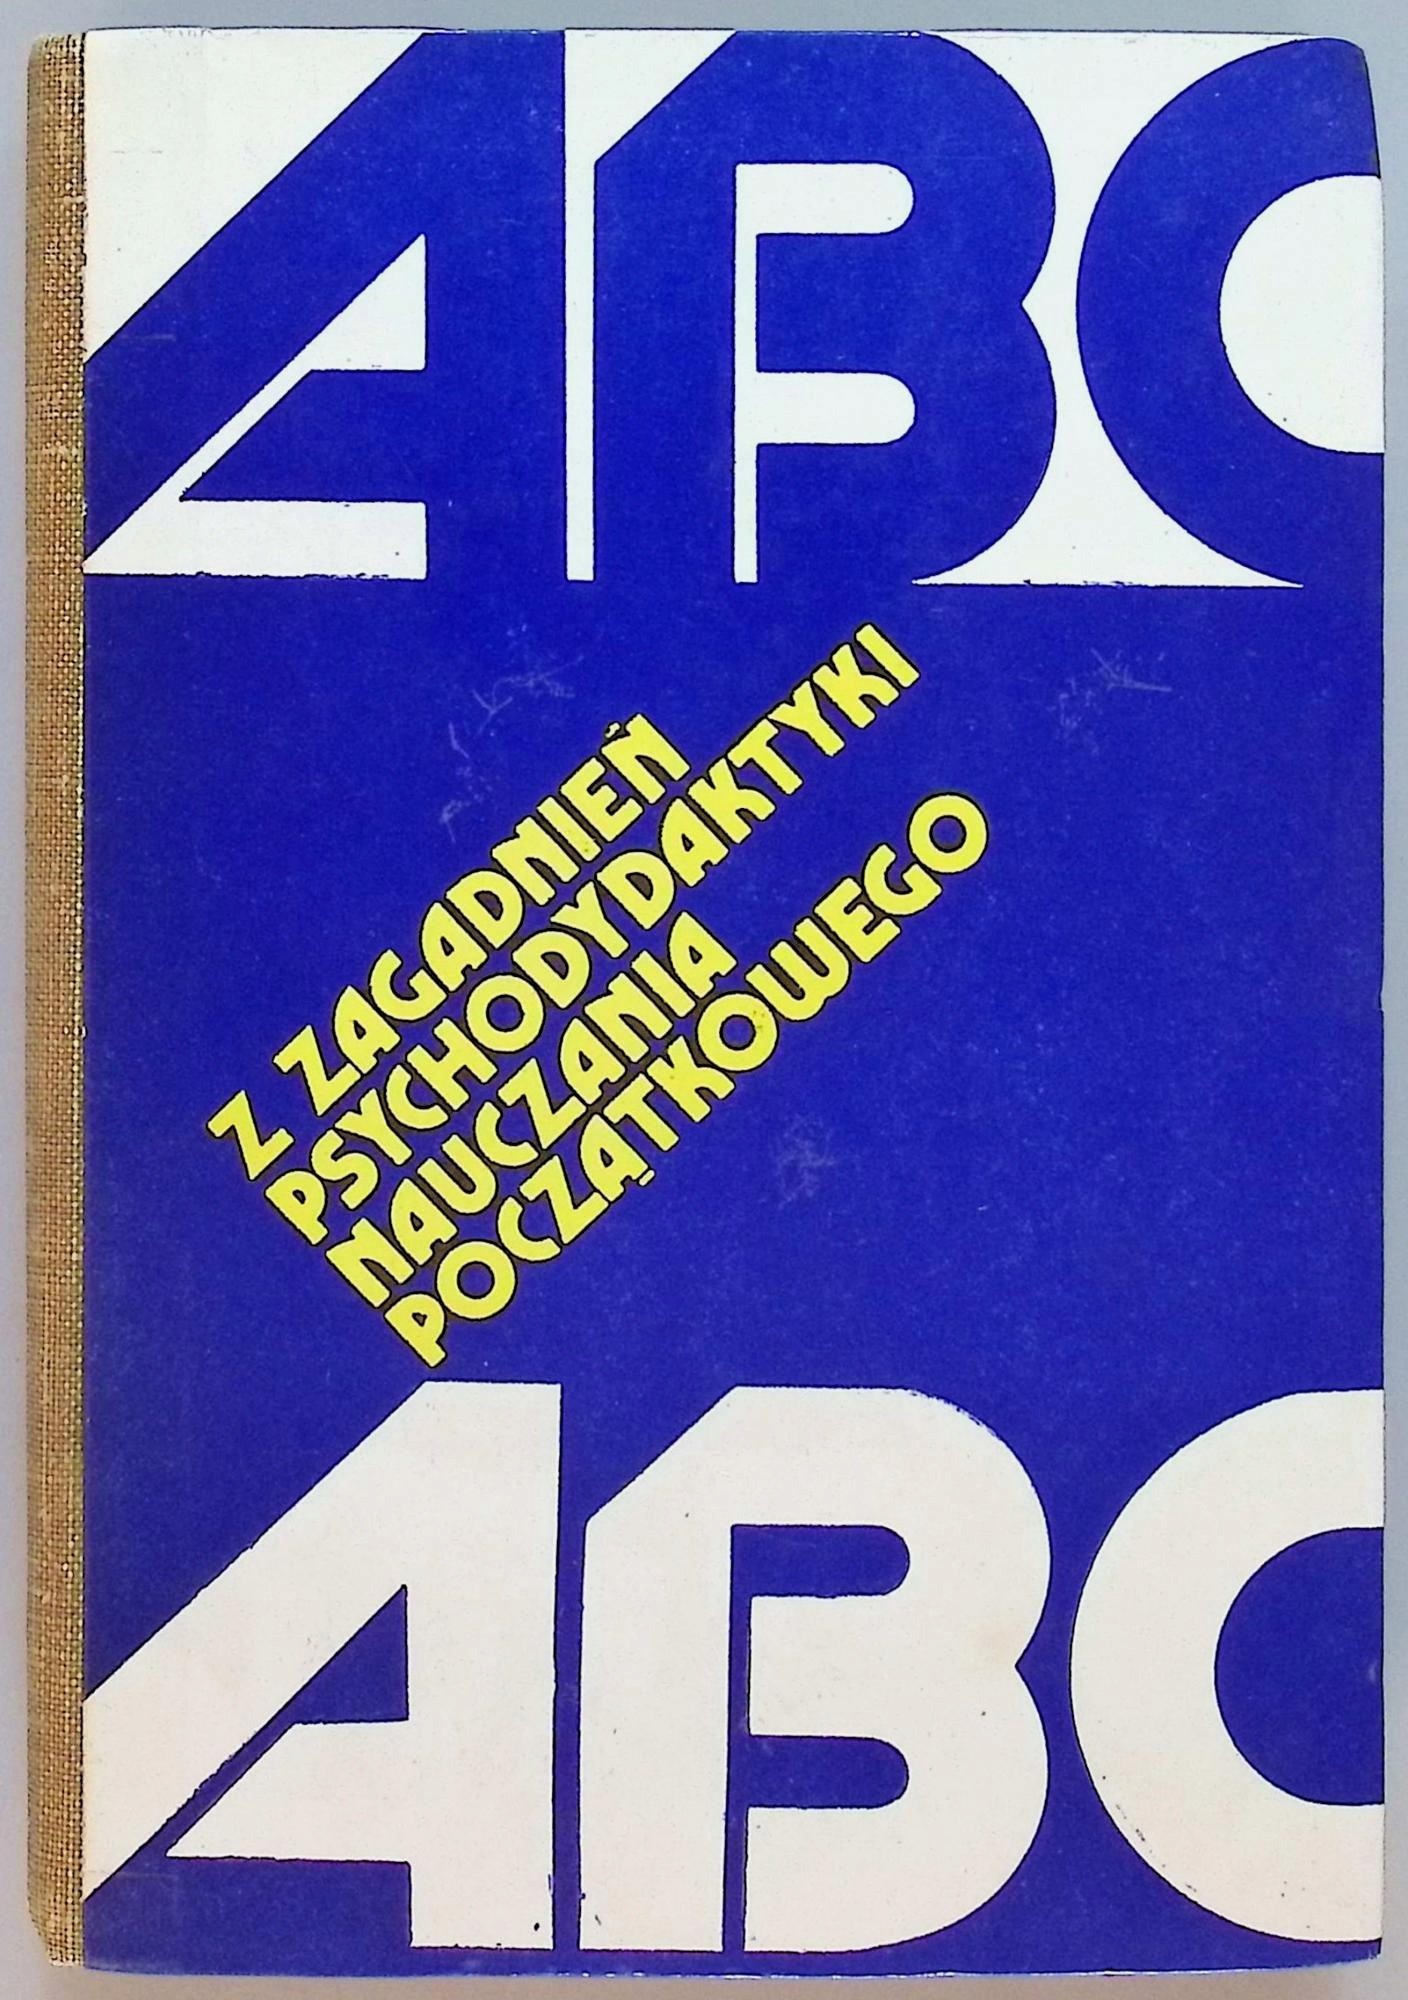 ABC
Z ZAGADNIEŃ
PSYCHODYDAKTYKI
NAUCZANIA
POCZĄTKOWEGO
ABC